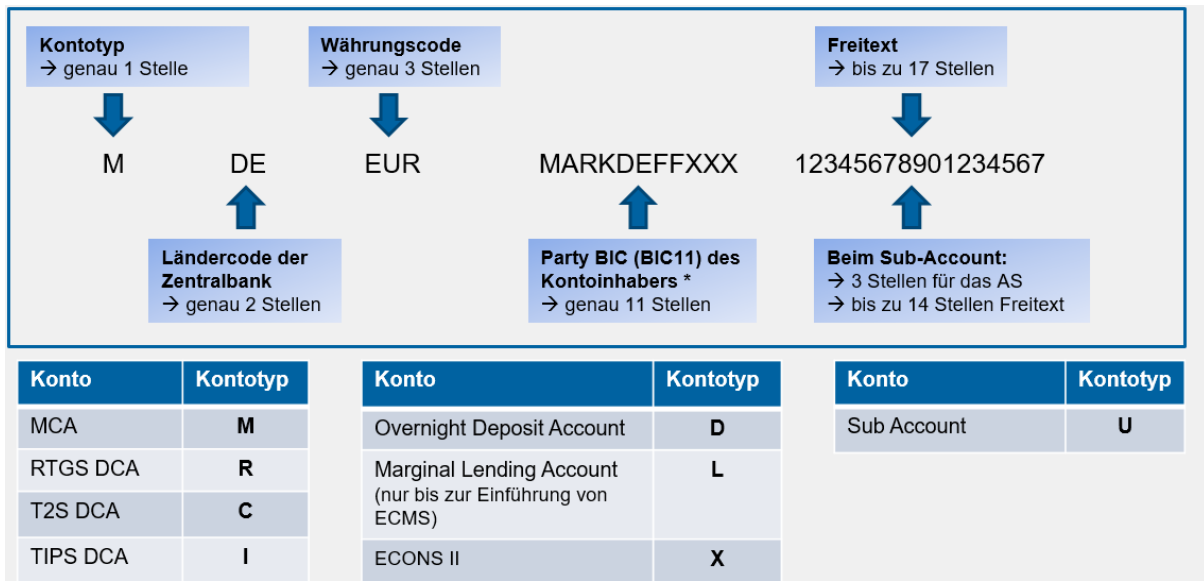 Kontotyp
→ genau 1 Stelle
Währungscode
→ genau 3 Stellen
Freitext
→ bis zu 17 Stellen
M DE EUR MARKDEFFXXX 12345678901234567
Ländercode der
Zentralbank
→ genau 2 Stellen
Party BIC (BIC11) des
Kontoinhabers *
→ genau 11 Stellen
Beim Sub-Account:
→ 3 Stellen für das AS
→ bis zu 14 Stellen Freitext
Konto Kontotyp
MCA M
RTGS DCA R
T2S DCA C
TIPS DCA I
Konto Kontotyp
Overnight Deposit Account D
Marginal Lending Account L
(nur bis zur Einführung von
ECMS)
ECONS II X
Konto Kontotyp
Sub Account U